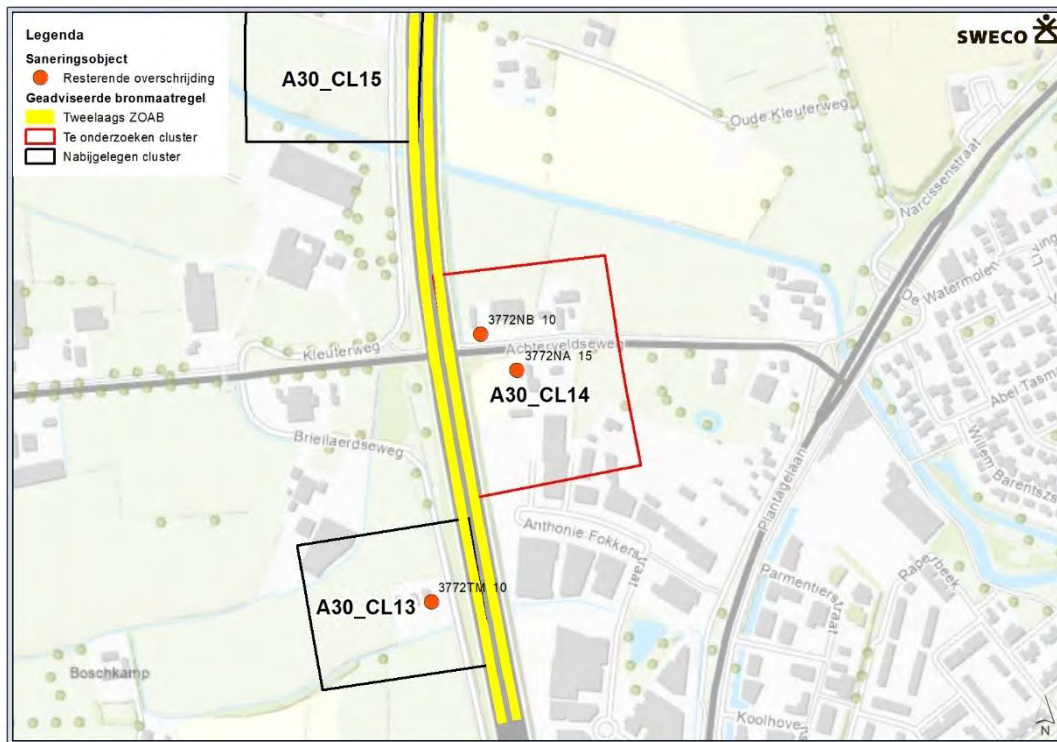 Legenda
Saneringsobject
Resterende overschrijding
Geadviseerde bronmaatregel
Tweelaags ZOAB
Te onderzoeken cluster
Nabijgelegen cluster
SWECO
A30_CL15
Oude Kleuterweg
Narcissenstraat
De Watermolen
3772NB 10
Kleuterweg
Achterveldseweg
3772NA 15
A30_CL14
Abel Tasm
Briellaerdseweg
Willem Barentszs
Plantagelaan
Anthonie Fokkerstraat
3772TM 10
A30_CL13
Parmentierstraat
Raperbeek
Boschkamp
Koolhove
N